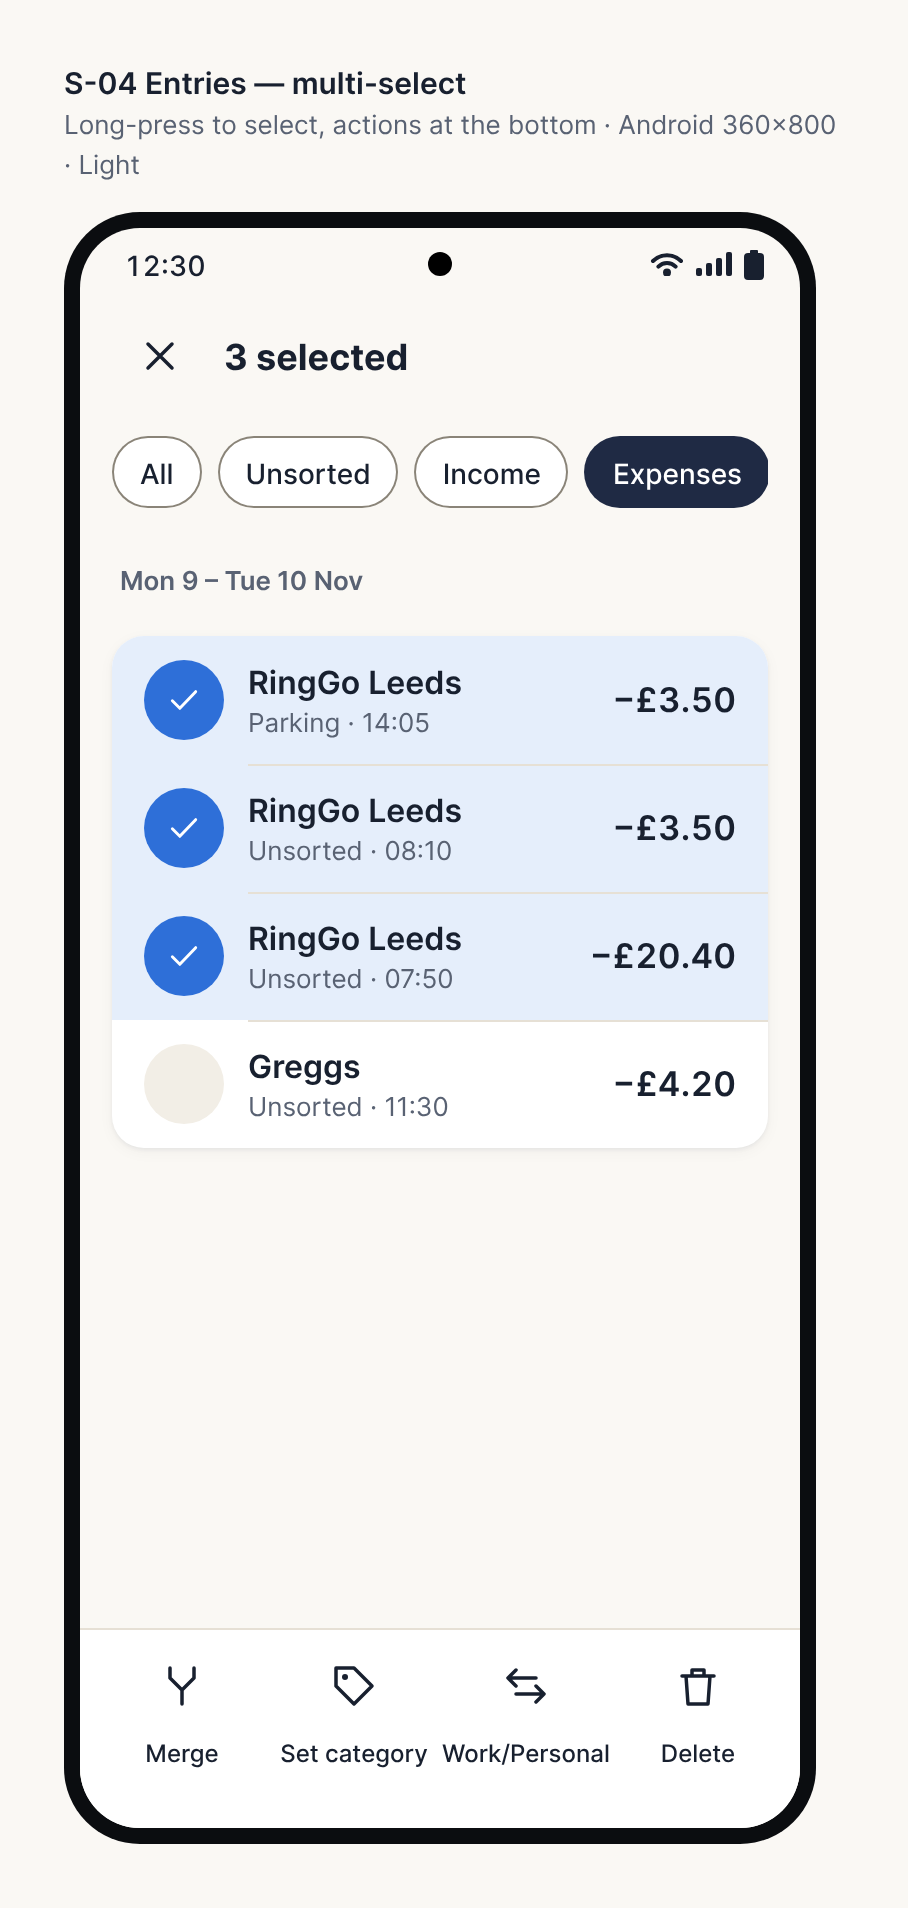 S-04 Entries — multi-select
Long-press to select, actions at the bottom · Android 360×800
· Light
12:30
3 selected
All
Unsorted
Income
Expenses
Mon 9 – Tue 10 Nov
RingGo Leeds
−£3.50
Parking · 14:05
RingGo Leeds
−£3.50
Unsorted · 08:10
RingGo Leeds
−£20.40
Unsorted · 07:50
Greggs
−£4.20
Unsorted · 11:30
Merge
Set category
Work/Personal
Delete